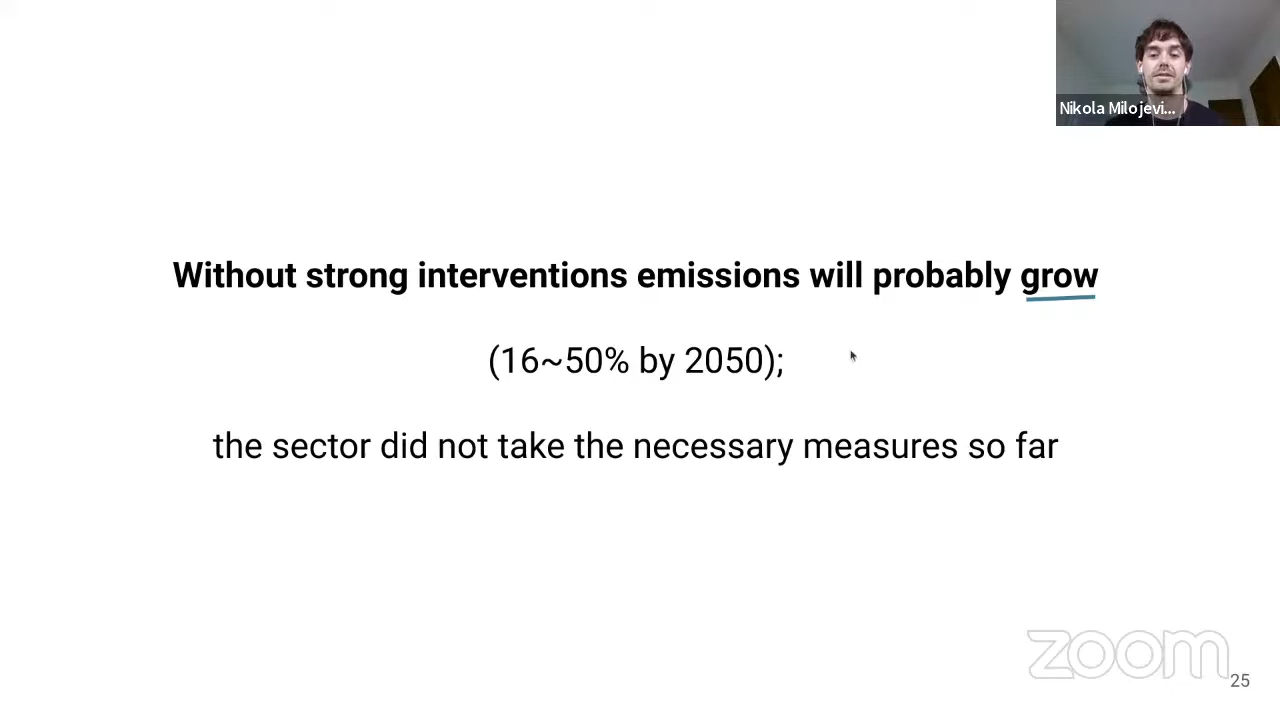 Nikola Milojevi...
Without strong interventions emissions will probably grow
(16~50% by 2050);
the sector did not take the necessary measures so far
zoom
25